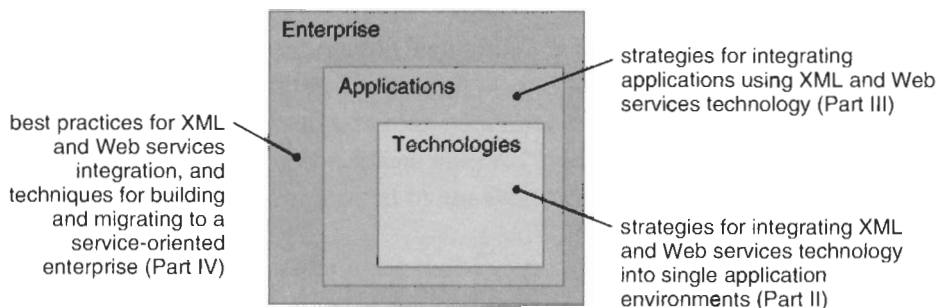 Enterprise
Applications
Technologies
strategies for integrating
applications using XML and Web
services technology (Part III)
best practices for XML
and Web services
integration, and
techniques for building
and migrating to a
service-oriented
enterprise (Part IV)
strategies for integrating XML
and Web services technology
into single application
environments (Part II)